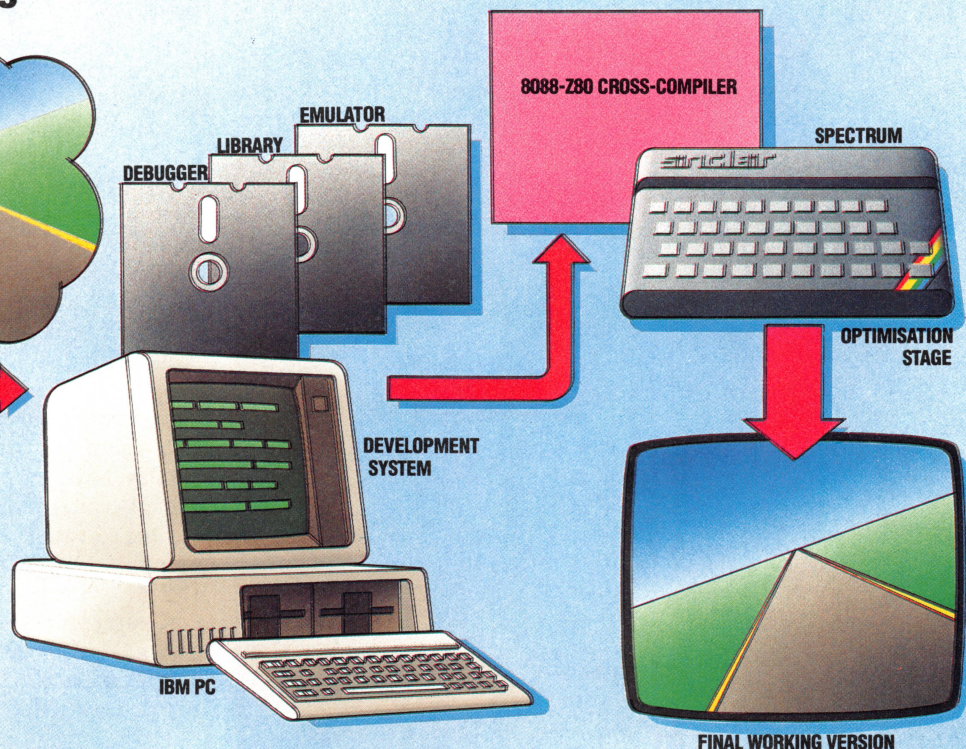 8088-Z80 CROSS-COMPILER
EMULATOR
LIBRARY
DEBUGGER
SPECTRUM
sinclair
OPTIMISATION
STAGE
DEVELOPMENT
SYSTEM
IBM PC
FINAL WORKING VERSION